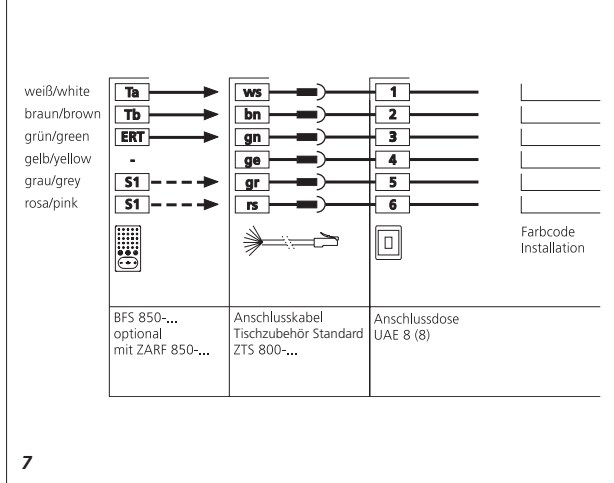 weiß/white Ta ws 1
braun/brown Tb bn 2
grün/green ERT gn 3
gelb/yellow - ge 4
grau/grey S1 gr 5
rosa/pink S1 rs 6
Farbcode
Installation
BFS 850-...
optional
mit ZARF 850-...
Anschlusskabel
Tischzubehör Standard
ZTS 800-...
Anschlussdose
UAE 8 (8)
7